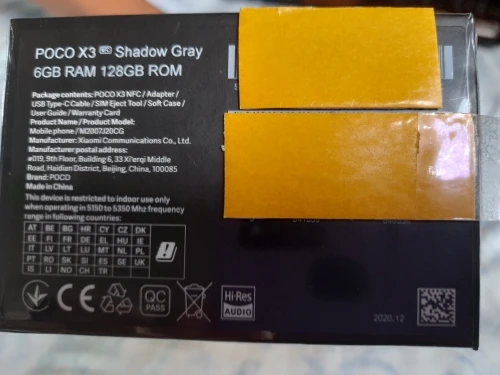 POCO X3 NFC Shadow Gray
6GB RAM 128GB ROM
Package contents: POCO X3 NFC / Adapter /
USB Type-C Cable / SIM Eject Tool / Soft Case /
User Guide / Warranty Card
Product Name / Product Model:
Mobile phone / M2007J20CG
Manufacturer: Xiaomi Communications Co., Ltd.
Manufacturer postal address:
#019, 9th Floor, Building 6, 33 Xi'erqi Middle
Road, Haidian District, Beijing, China, 100085
Brand: POCO
Made in China
This device is restricted to indoor use only
when operating in 5150 to 5350 Mhz frequency
range in following countries:
AT BE BG HR CY CZ DK
EE FI FR DE EL HU IE
IT LV LT LU MT NL PL
PT RO SK SI ES SE UK
IS LI NO CH TR
CE
QC
PASS
Hi-Res
AUDIO
2020.12